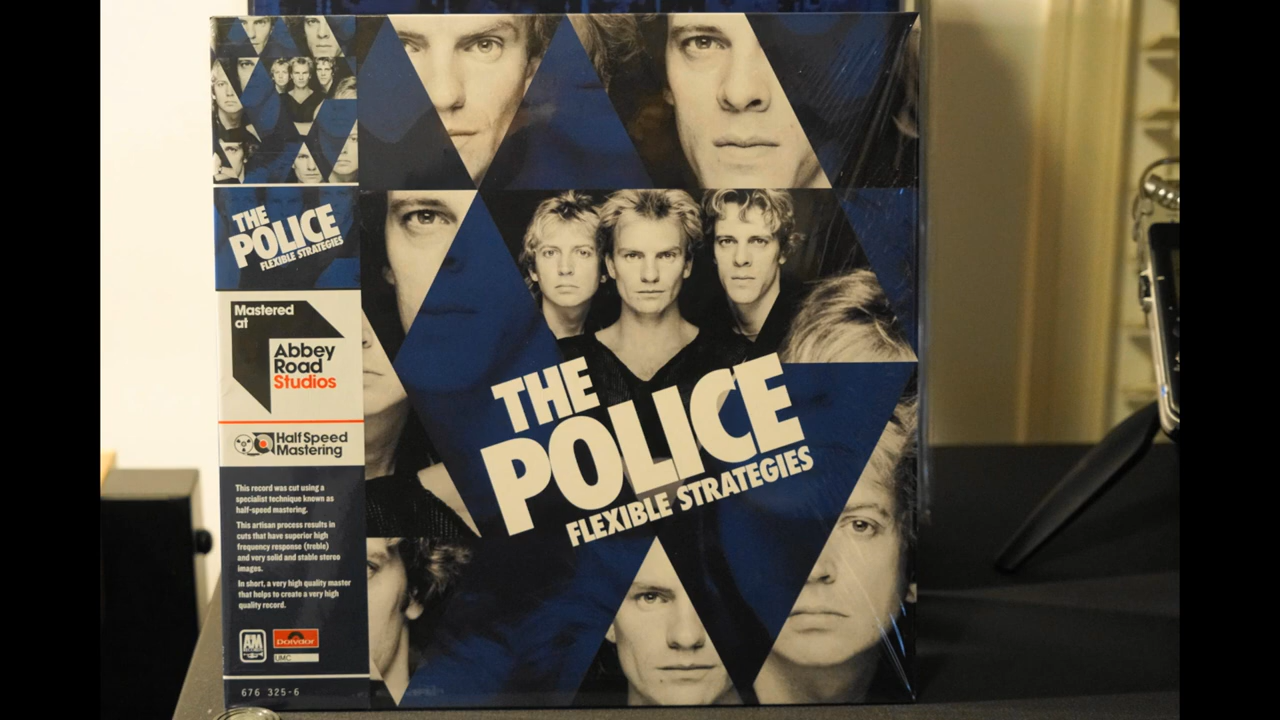 THE
POLICE
FLEXIBLE STRATEGIES
Mastered
at
Abbey
Road
Studios
Half Speed
Mastering
This record was cut using a
specialist technique known as
half-speed mastering.
This artisan process results in
cuts that have superior high
frequency response (treble)
and very solid and stable stereo
images.
In short, a very high quality master
that helps to create a very high
quality record.
A&M
RECORDS
Polydor
UMC
676 325-6
THE
POLICE
FLEXIBLE STRATEGIES